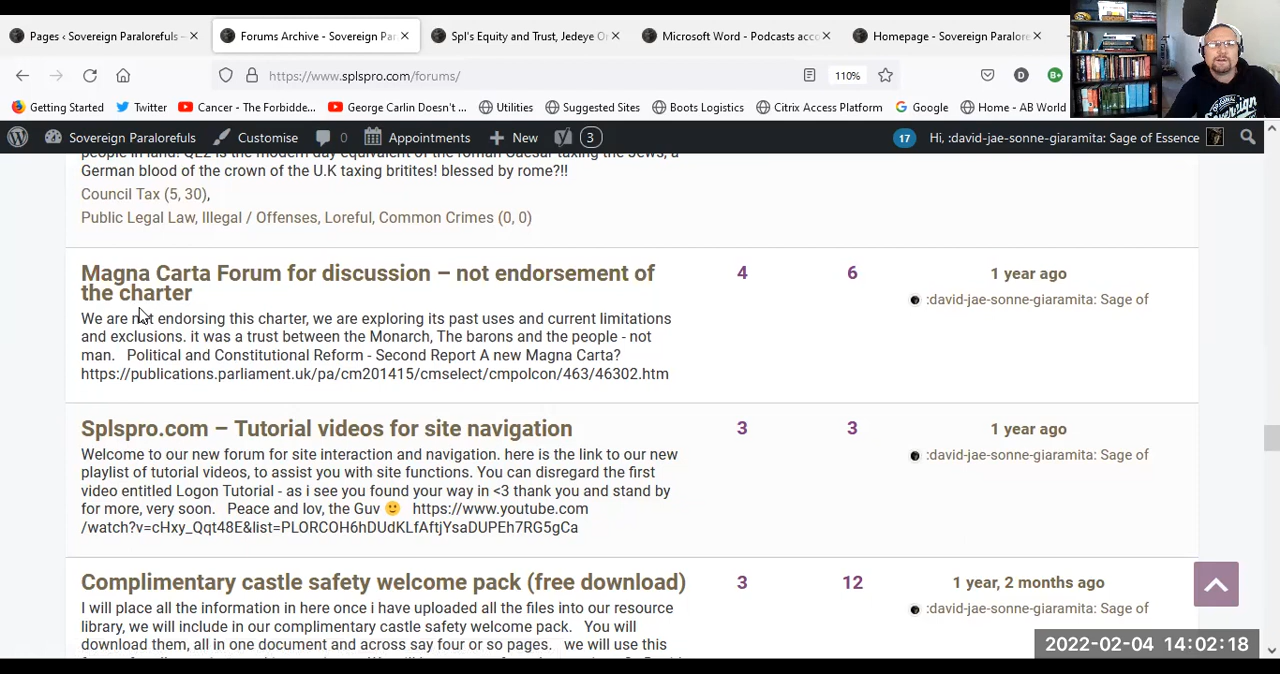 Pages ‹ Sovereign Paralorefuls –
Forums Archive - Sovereign Par
Spl's Equity and Trust, Jedeye Or
Microsoft Word - Podcasts acco
Homepage - Sovereign Paralore
https://www.splspro.com/forums/
110%
D
B+
Getting Started
Twitter
Cancer - The Forbidde...
George Carlin Doesn't ...
Utilities
Suggested Sites
Boots Logistics
Citrix Access Platform
Google
Home - AB World
Sovereign Paralorefuls
Customise
0
Appointments
New
3
17
Hi, :david-jae-sonne-giaramita: Sage of Essence
German blood of the crown of the U.K taxing britites! blessed by rome?!!
Council Tax (5, 30),
Public Legal Law, Illegal / Offenses, Loreful, Common Crimes (0, 0)
Magna Carta Forum for discussion – not endorsement of
the charter
4
6
1 year ago
:david-jae-sonne-giaramita: Sage of
We are not endorsing this charter, we are exploring its past uses and current limitations
and exclusions. it was a trust between the Monarch, The barons and the people - not
man. Political and Constitutional Reform - Second Report A new Magna Carta?
https://publications.parliament.uk/pa/cm201415/cmselect/cmpolcon/463/46302.htm
Splspro.com – Tutorial videos for site navigation
3
3
1 year ago
:david-jae-sonne-giaramita: Sage of
Welcome to our new forum for site interaction and navigation. here is the link to our new
playlist of tutorial videos, to assist you with site functions. You can disregard the first
video entitled Logon Tutorial - as i see you found your way in <3 thank you and stand by
for more, very soon. Peace and lov, the Guv 🙂 https://www.youtube.com
/watch?v=cHxy_Qqt48E&list=PLORCOH6hDUdKLfAftjYsaDUPEh7RG5gCa
Complimentary castle safety welcome pack (free download)
3
12
1 year, 2 months ago
:david-jae-sonne-giaramita: Sage of
I will place all the information in here once i have uploaded all the files into our resource
library, we will include in our complimentary castle safety welcome pack. You will
download them, all in one document and across say four or so pages. we will use this
2022-02-04 14:02:18